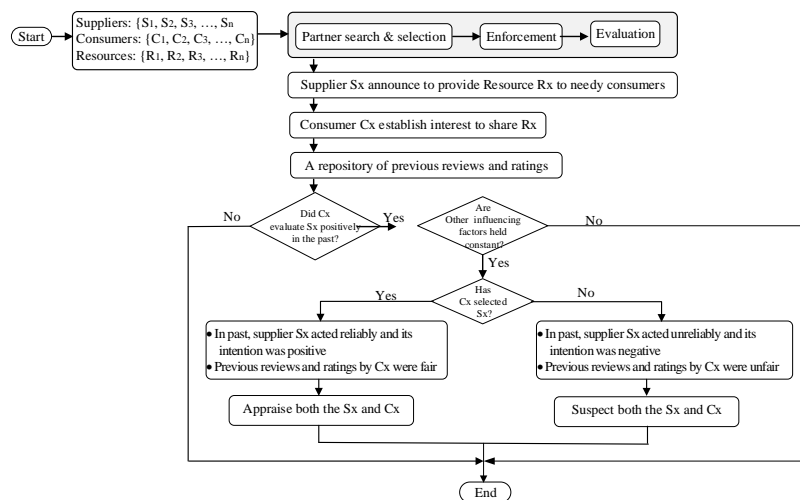 Start
Suppliers: {S1, S2, S3, …, Sn}
Consumers: {C1, C2, C3, …, Cn}
Resources: {R1, R2, R3, …, Rn}
Partner search & selection
Enforcement
Evaluation
Supplier Sx announce to provide Resource Rx to needy consumers
Consumer Cx establish interest to share Rx
A repository of previous reviews and ratings
No
Did Cx
evaluate Sx positively
in the past?
Yes
Are
Other influencing
factors held
constant?
No
Yes
Yes
Has
Cx selected
Sx?
No
• In past, supplier Sx acted reliably and its
intention was positive
• Previous reviews and ratings by Cx were fair
• In past, supplier Sx acted unreliably and its
intention was negative
• Previous reviews and ratings by Cx were unfair
Appraise both the Sx and Cx
Suspect both the Sx and Cx
End